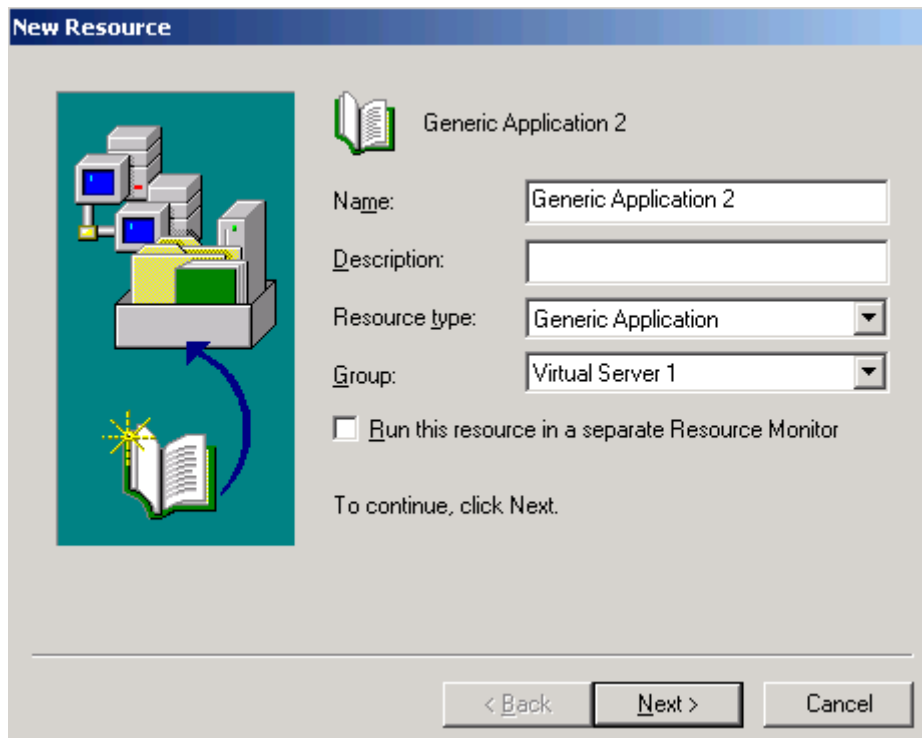 New Resource
Generic Application 2
Name: Generic Application 2
Description:
Resource type: Generic Application
Group: Virtual Server 1
Run this resource in a separate Resource Monitor
To continue, click Next.
< Back Next > Cancel